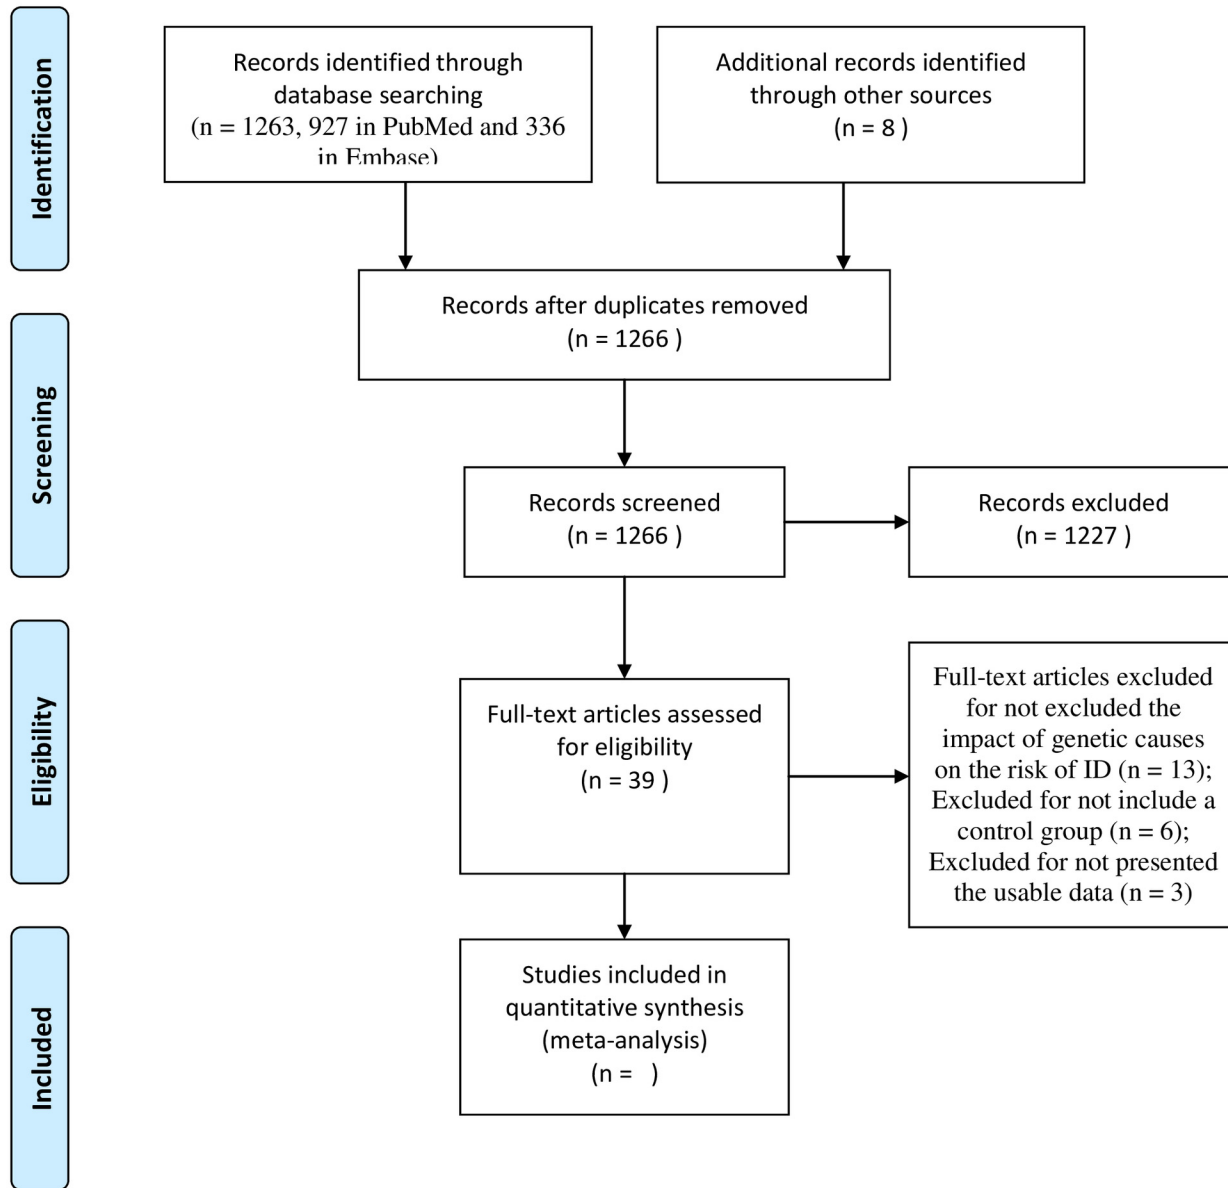 Identification
Records identified through
database searching
(n = 1263, 927 in PubMed and 336
in Embase)
Additional records identified
through other sources
(n = 8 )
Records after duplicates removed
(n = 1266 )
Screening
Records screened
(n = 1266 )
Records excluded
(n = 1227 )
Eligibility
Full-text articles assessed
for eligibility
(n = 39 )
Full-text articles excluded
for not excluded the
impact of genetic causes
on the risk of ID (n = 13);
Excluded for not include a
control group (n = 6);
Excluded for not presented
the usable data (n = 3)
Included
Studies included in
quantitative synthesis
(meta-analysis)
(n =   )